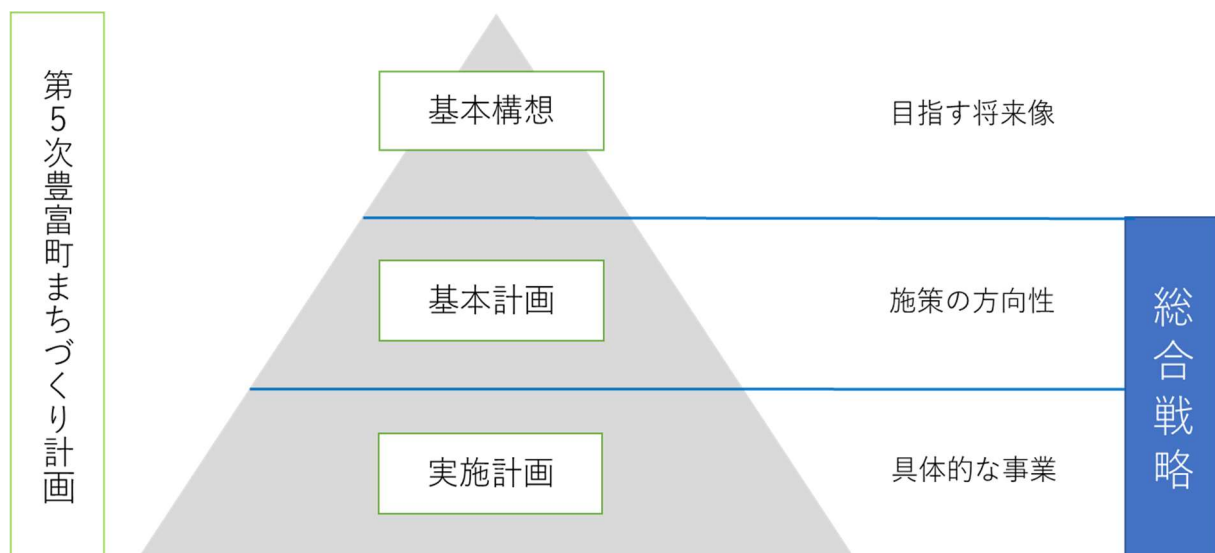 第5次豊富町まちづくり計画
基本構想
目指す将来像
基本計画
施策の方向性
実施計画
具体的な事業
総合戦略